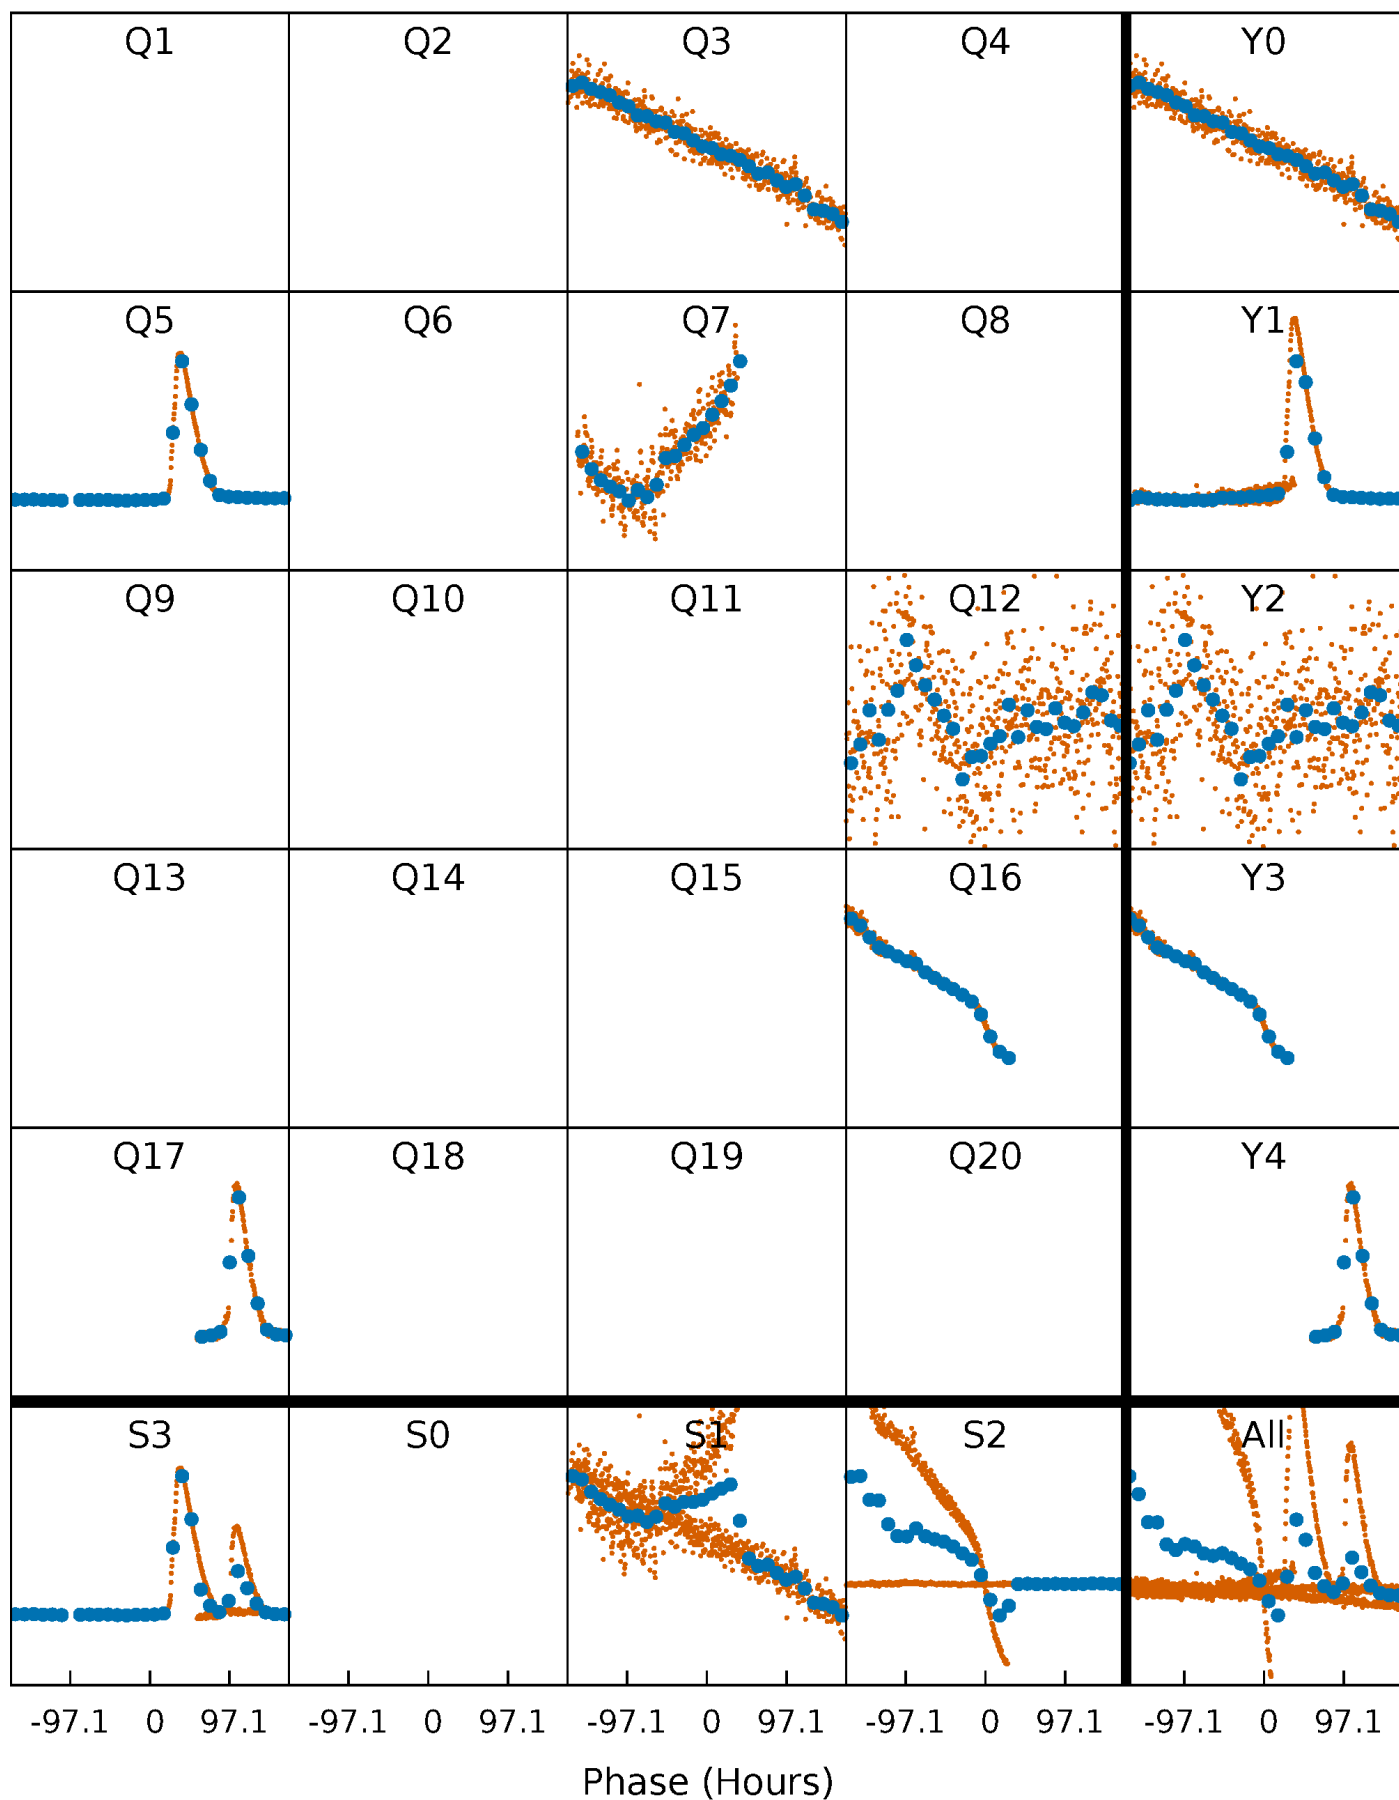 Q1 Q2 Q3 Q4 Y0
Q5 Q6 Q7 Q8 Y1
Q9 Q10 Q11 Q12 Y2
Q13 Q14 Q15 Q16 Y3
Q17 Q18 Q19 Q20 Y4
S3 S0 S1 S2 All
-97.1 0 97.1 -97.1 0 97.1 -97.1 0 97.1 -97.1 0 97.1 -97.1 0 97.1
Phase (Hours)